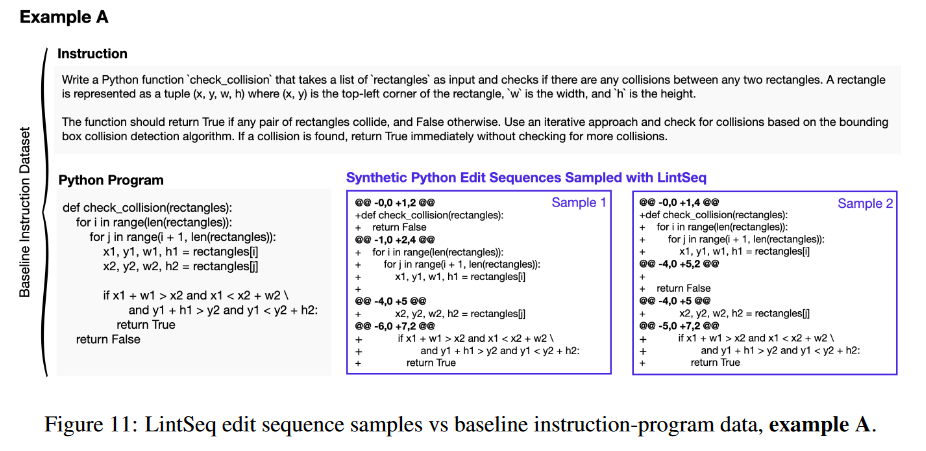 Example A
Baseline Instruction Dataset
Instruction
Write a Python function `check_collision` that takes a list of `rectangles` as input and checks if there are any collisions between any two rectangles. A rectangle
is represented as a tuple (x, y, w, h) where (x, y) is the top-left corner of the rectangle, `w` is the width, and `h` is the height.
The function should return True if any pair of rectangles collide, and False otherwise. Use an iterative approach and check for collisions based on the bounding
box collision detection algorithm. If a collision is found, return True immediately without checking for more collisions.
Python Program
def check_collision(rectangles):
for i in range(len(rectangles)):
for j in range(i + 1, len(rectangles)):
x1, y1, w1, h1 = rectangles[i]
x2, y2, w2, h2 = rectangles[j]
if x1 + w1 > x2 and x1 < x2 + w2 \
and y1 + h1 > y2 and y1 < y2 + h2:
return True
return False
Synthetic Python Edit Sequences Sampled with LintSeq
Sample 1
@@ -0,0 +1,2 @@
+def check_collision(rectangles):
+ return False
@@ -1,0 +2,4 @@
+ for i in range(len(rectangles)):
+ for j in range(i + 1, len(rectangles)):
+ x1, y1, w1, h1 = rectangles[i]
+
@@ -4,0 +5 @@
+ x2, y2, w2, h2 = rectangles[j]
@@ -6,0 +7,2 @@
+ if x1 + w1 > x2 and x1 < x2 + w2 \
+ and y1 + h1 > y2 and y1 < y2 + h2:
+ return True
Sample 2
@@ -0,0 +1,4 @@
+def check_collision(rectangles):
+ for i in range(len(rectangles)):
+ for j in range(i + 1, len(rectangles)):
+ x1, y1, w1, h1 = rectangles[i]
@@ -4,0 +5,2 @@
+
+ return False
@@ -4,0 +5 @@
+ x2, y2, w2, h2 = rectangles[j]
@@ -5,0 +7,2 @@
+ if x1 + w1 > x2 and x1 < x2 + w2 \
+ and y1 + h1 > y2 and y1 < y2 + h2:
+ return True
Figure 11: LintSeq edit sequence samples vs baseline instruction-program data, example A.